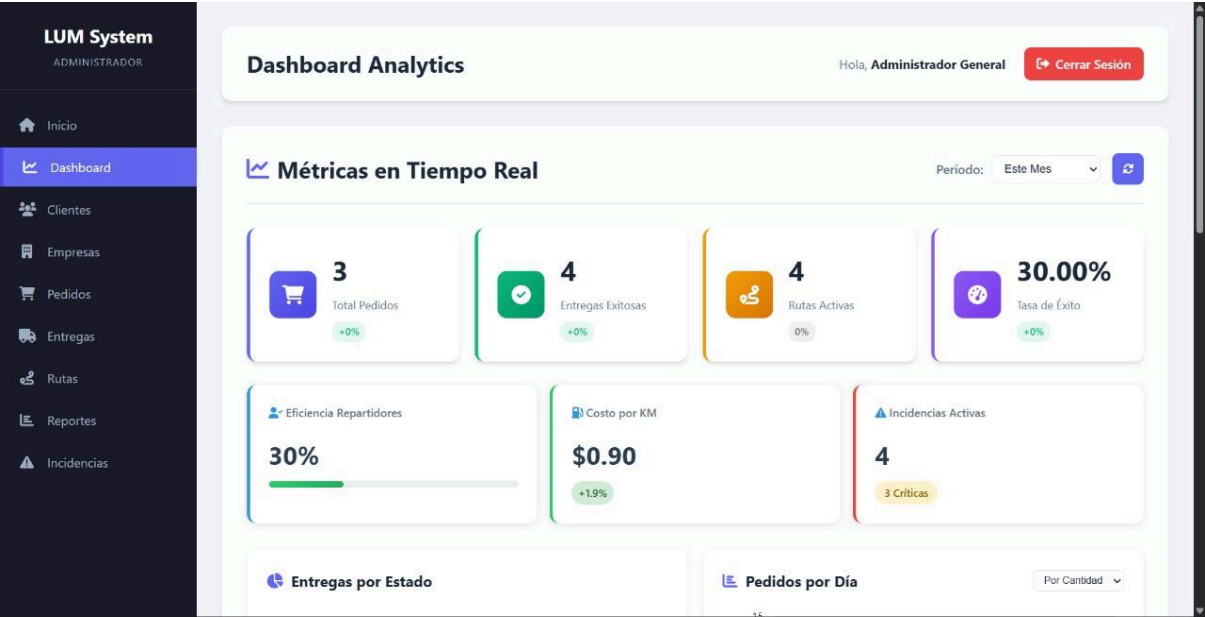 LUM System
ADMINISTRADOR
Inicio
Dashboard
Clientes
Empresas
Pedidos
Entregas
Rutas
Reportes
Incidencias
Dashboard Analytics
Hola, Administrador General
Cerrar Sesión
Métricas en Tiempo Real
Período:
Este Mes
3
Total Pedidos
+0%
4
Entregas Exitosas
+0%
4
Rutas Activas
0%
30.00%
Tasa de Éxito
+0%
Eficiencia Repartidores
30%
Costo por KM
$0.90
+1.9%
Incidencias Activas
4
3 Críticas
Entregas por Estado
Pedidos por Día
Por Cantidad
15